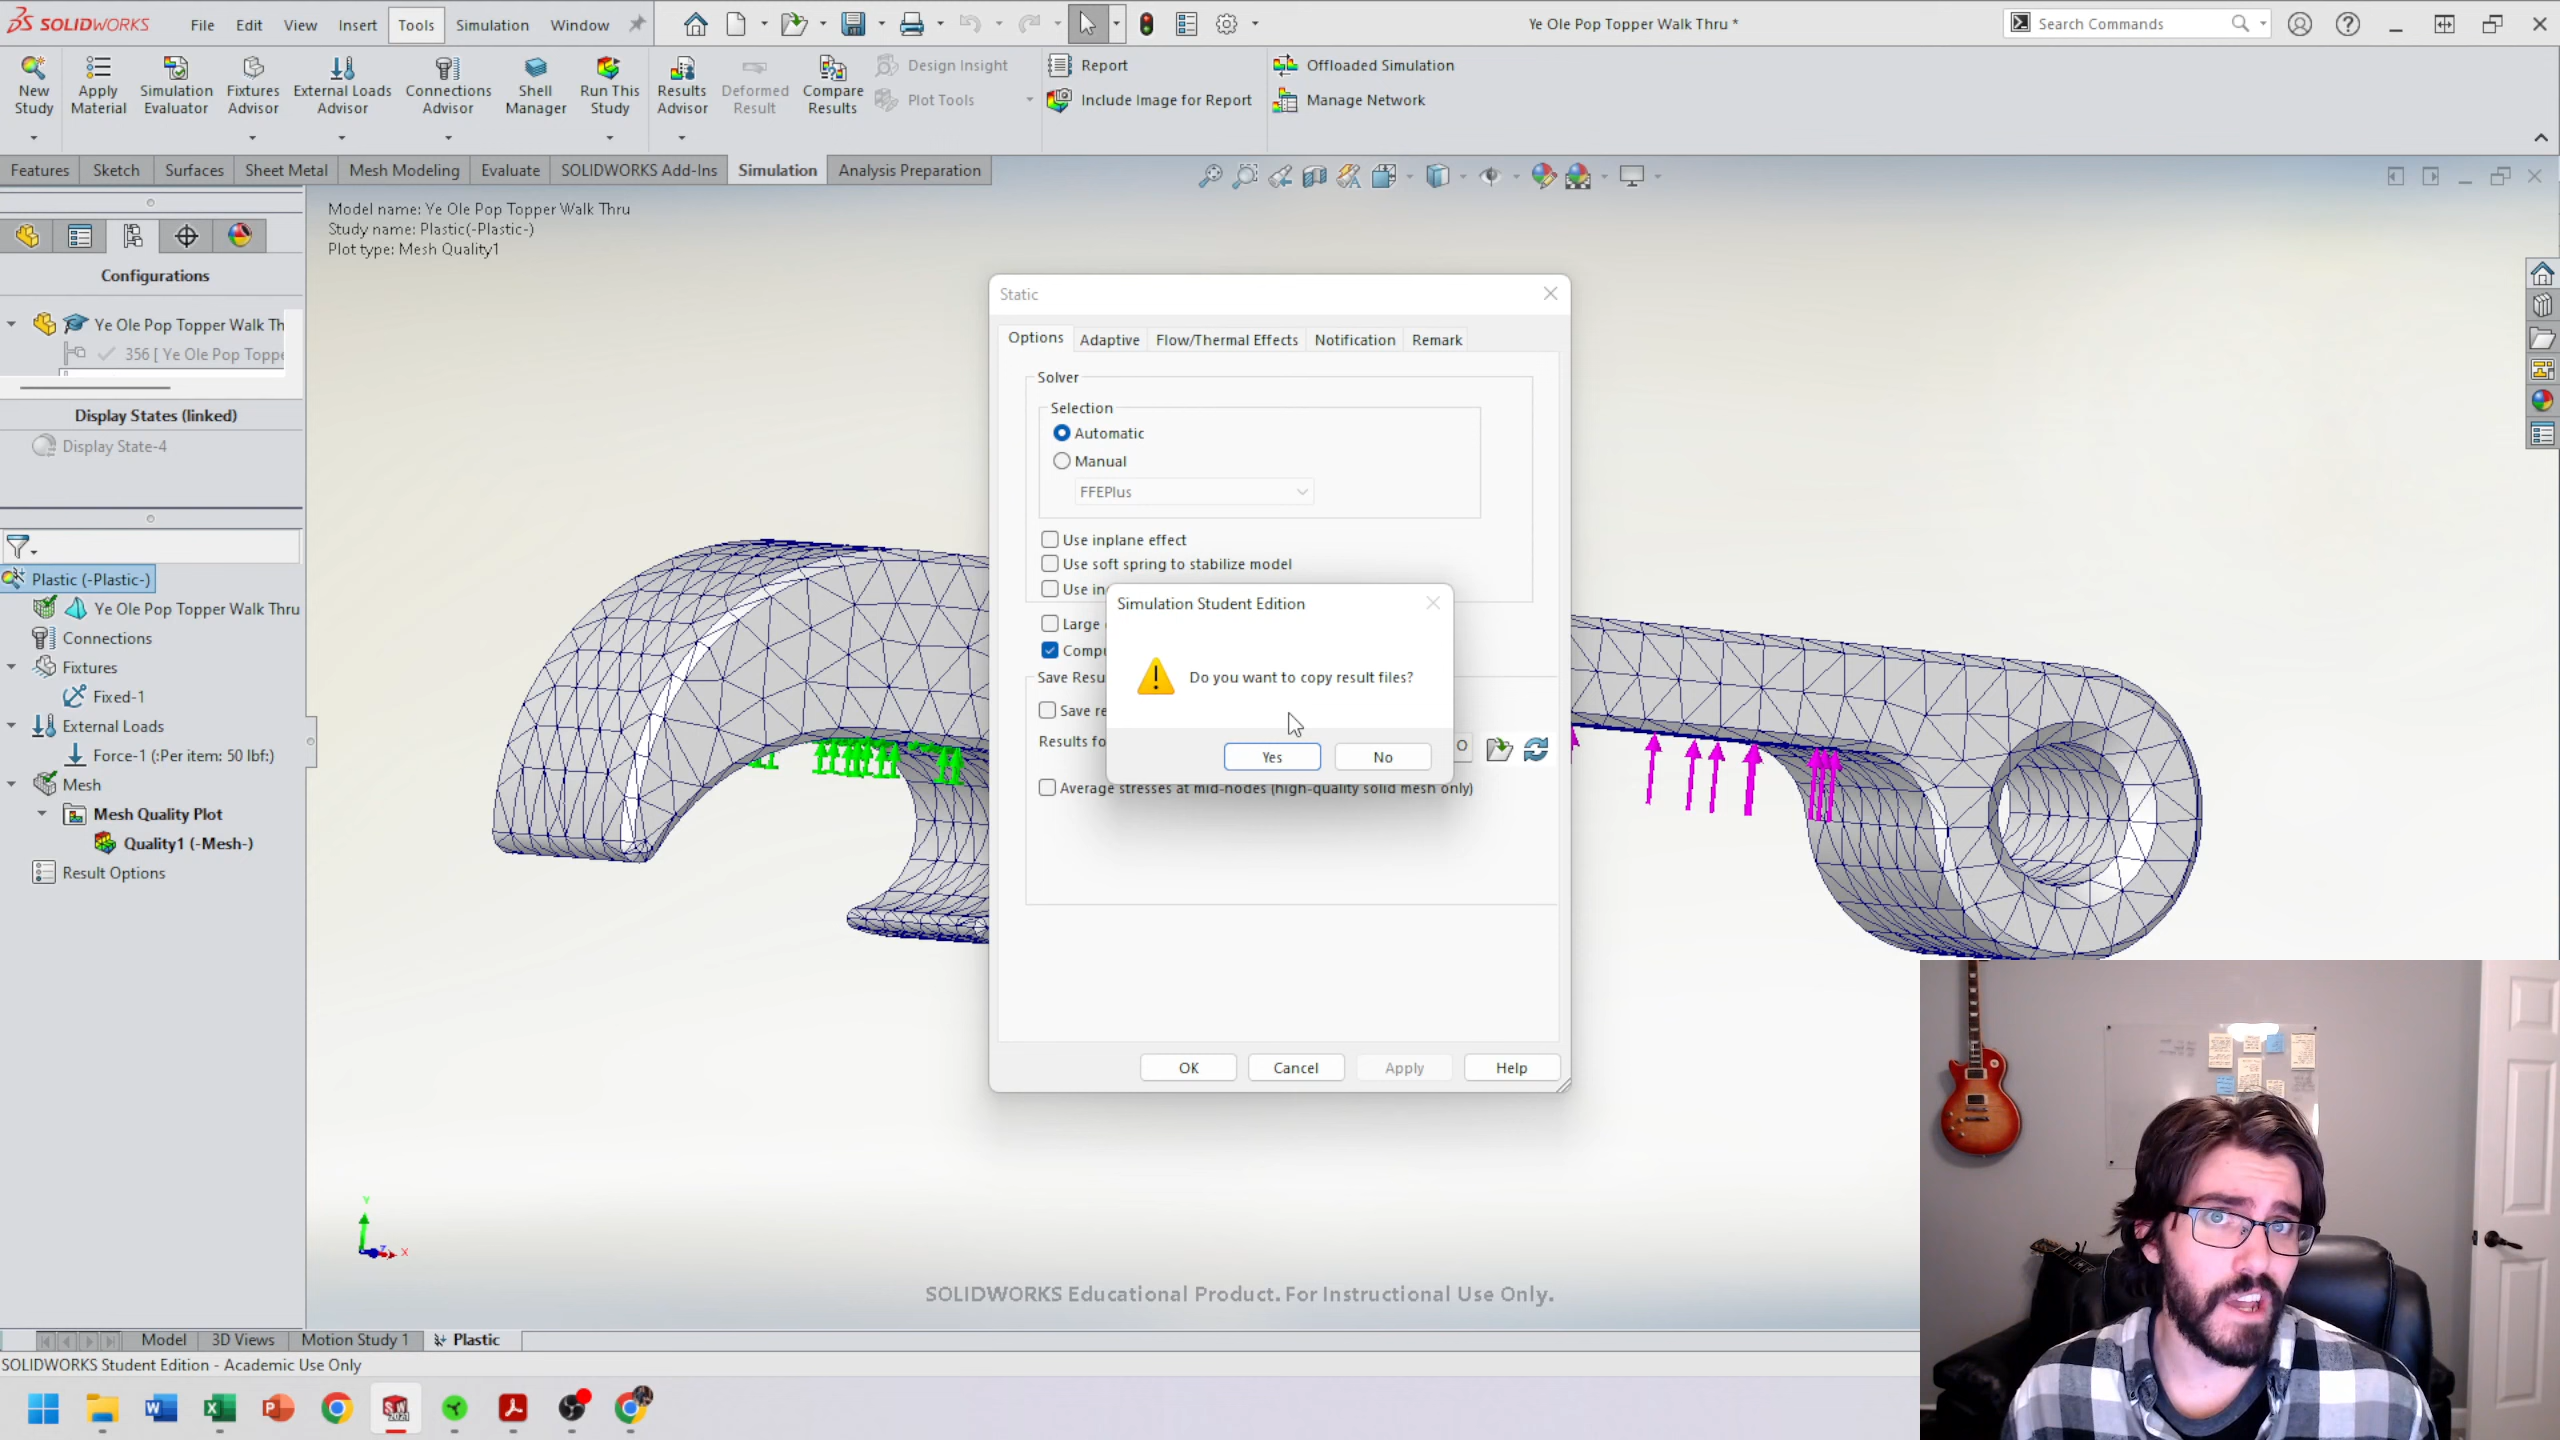 SOLIDWORKS
File Edit View Insert Tools Simulation Window
Ye Ole Pop Topper Walk Thru *
Search Commands
New Study
Apply Material
Simulation Evaluator
Fixtures Advisor
External Loads Advisor
Connections Advisor
Shell Manager
Run This Study
Results Advisor
Deformed Result
Compare Results
Design Insight
Plot Tools
Report
Include Image for Report
Offloaded Simulation
Manage Network
Features Sketch Surfaces Sheet Metal Mesh Modeling Evaluate SOLIDWORKS Add-Ins Simulation Analysis Preparation
Model name: Ye Ole Pop Topper Walk Thru
Study name: Plastic(-Plastic-)
Plot type: Mesh Quality1
Configurations
Ye Ole Pop Topper Walk Th
356 [ Ye Ole Pop Toppe
Display States (linked)
Display State-4
Plastic (-Plastic-)
Ye Ole Pop Topper Walk Thru
Connections
Fixtures
Fixed-1
External Loads
Force-1 (:Per item: 50 lbf:)
Mesh
Mesh Quality Plot
Quality1 (-Mesh-)
Result Options
Static
Options Adaptive Flow/Thermal Effects Notification Remark
Solver
Selection
Automatic
Manual
FFEPlus
Use inplane effect
Use soft spring to stabilize model
Use in
Large
Compu
Save Resu
Save re
Results fo
Average stresses at mid-nodes (high-quality solid mesh only)
Simulation Student Edition
Do you want to copy result files?
Yes No
OK Cancel Apply Help
Y
Z
X
SOLIDWORKS Educational Product. For Instructional Use Only.
Model 3D Views Motion Study 1 Plastic
SOLIDWORKS Student Edition - Academic Use Only